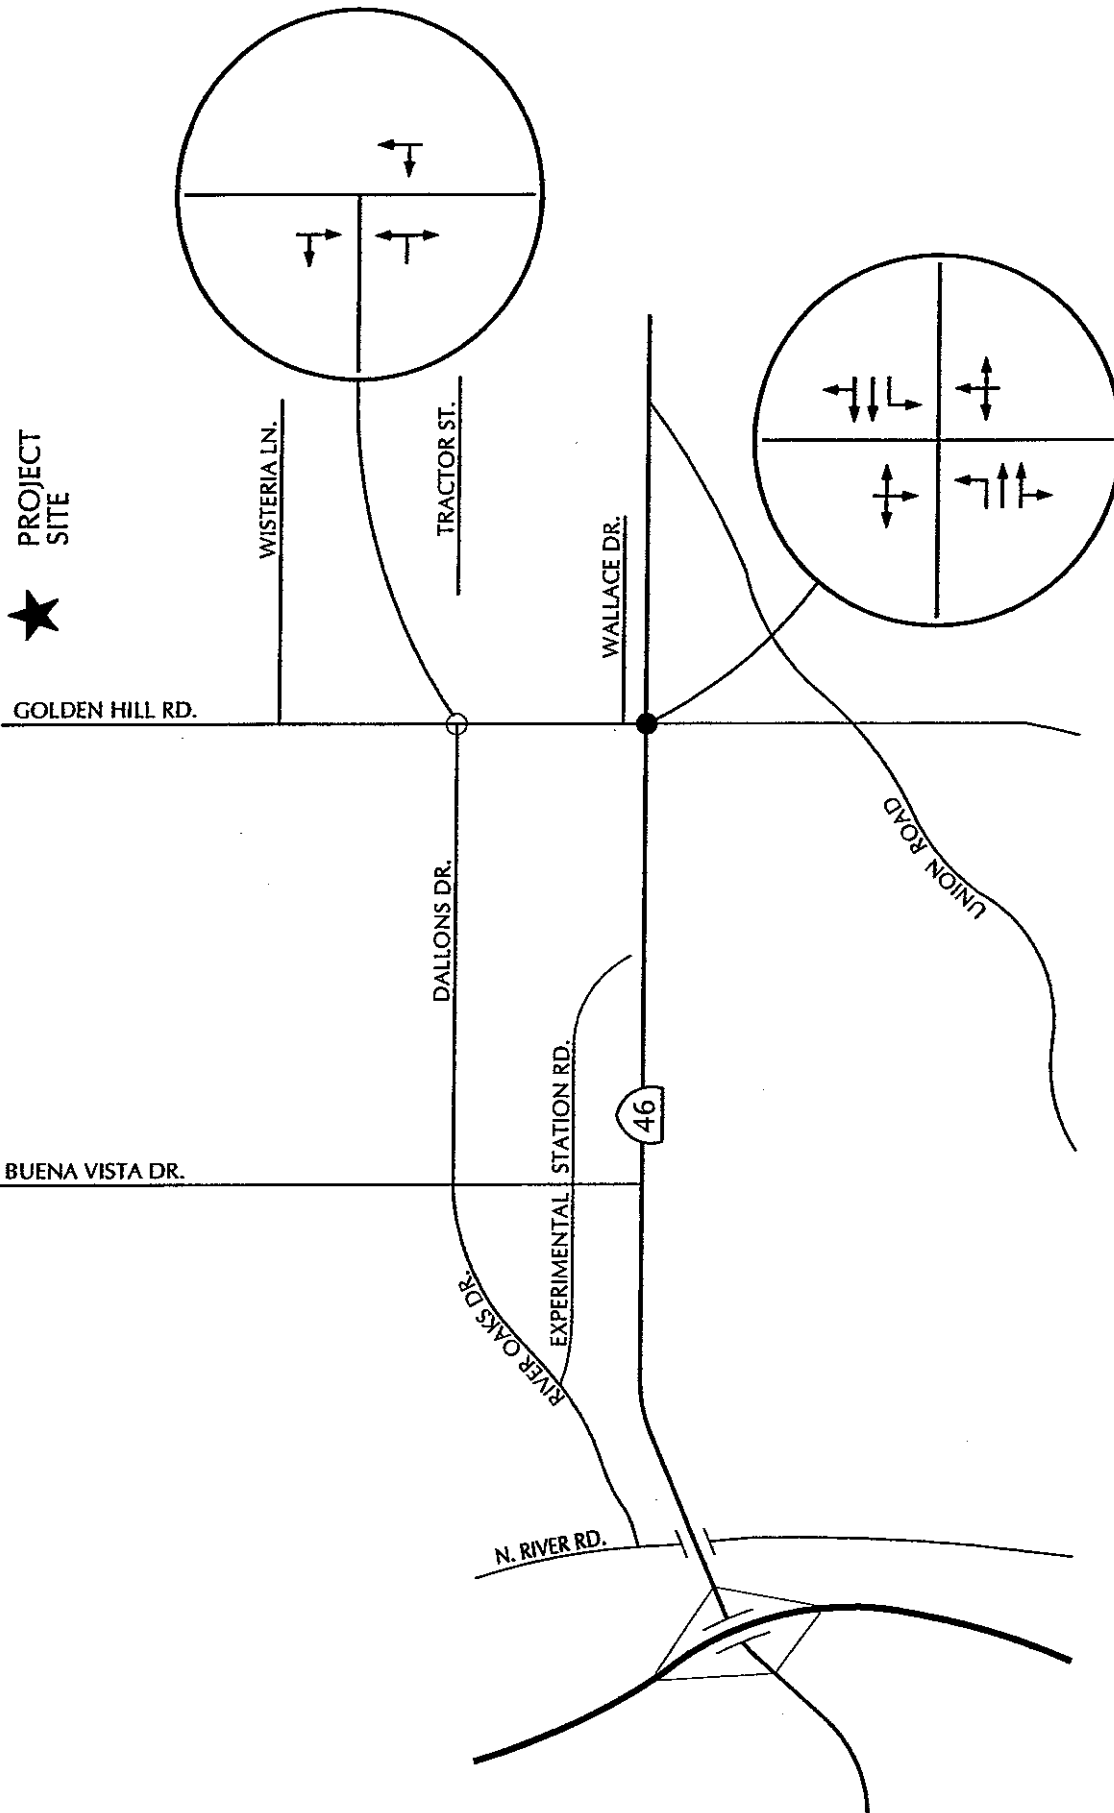 PROJECT
SITE
WISTERIA LN.
TRACTOR ST.
WALLACE DR.
GOLDEN HILL RD.
UNION ROAD
DALLONS DR.
EXPERIMENTAL STATION RD.
46
BUENA VISTA DR.
RIVER OAKS DR.
N. RIVER RD.